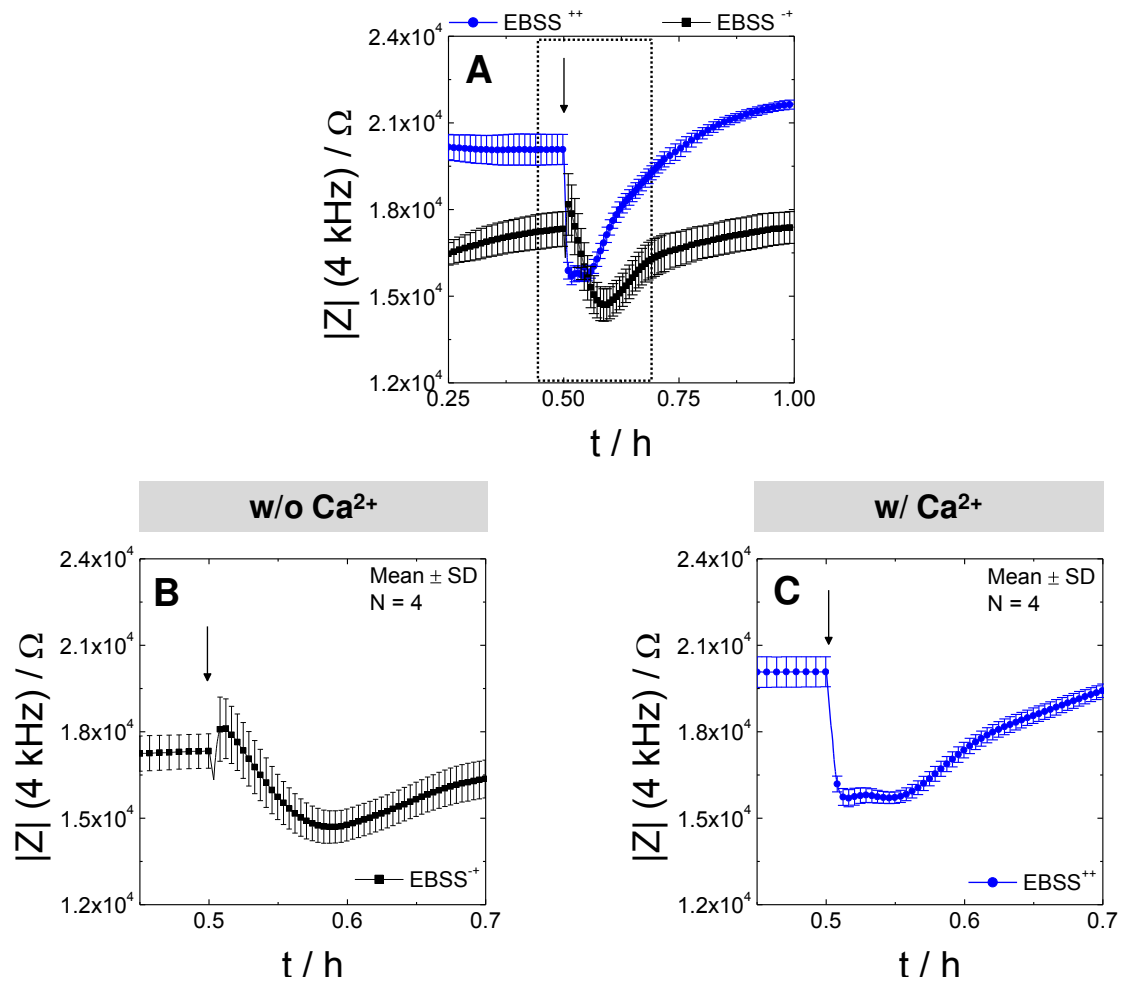 EBSS ++ EBSS -+
A
2.4x10^4
2.1x10^4
1.8x10^4
1.5x10^4
1.2x10^4
|Z| (4 kHz) / Ω
0.25 0.50 0.75 1.00
t / h
w/o Ca2+
B
Mean ± SD
N = 4
2.4x10^4
2.1x10^4
1.8x10^4
1.5x10^4
1.2x10^4
|Z| (4 kHz) / Ω
EBSS-+
0.5 0.6 0.7
t / h
w/ Ca2+
C
Mean ± SD
N = 4
2.4x10^4
2.1x10^4
1.8x10^4
1.5x10^4
1.2x10^4
|Z| (4 kHz) / Ω
EBSS++
0.5 0.6 0.7
t / h